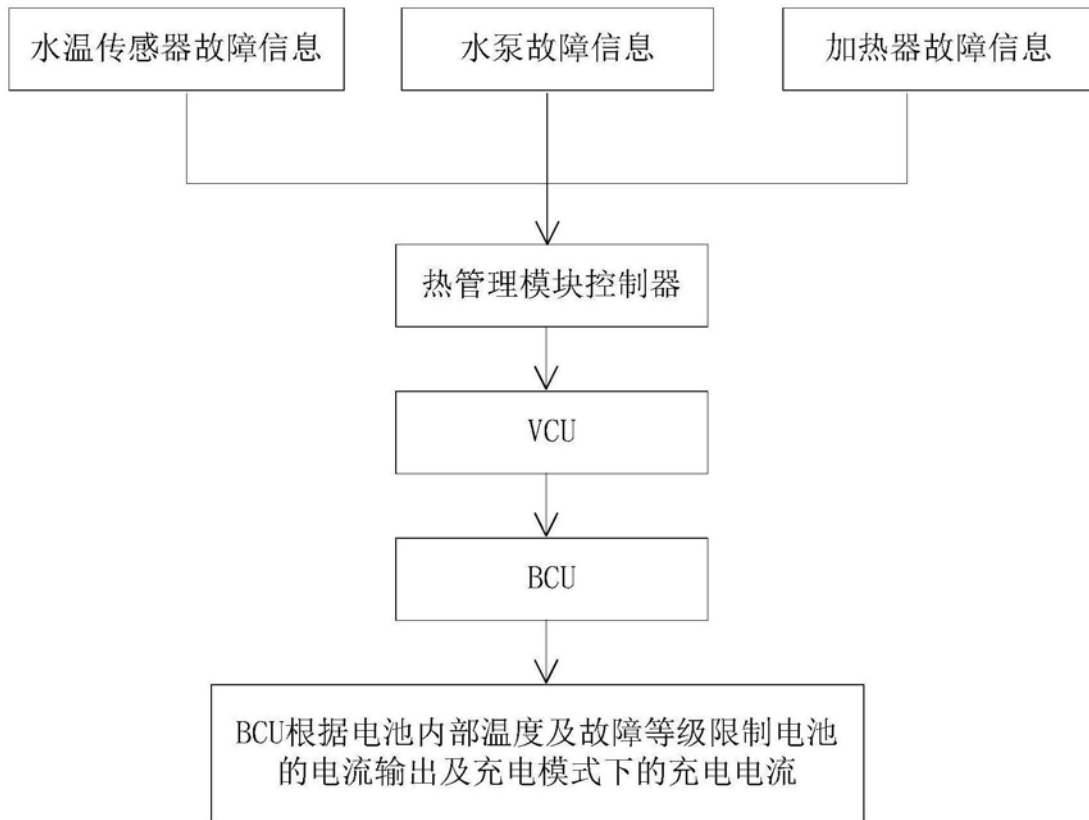 水温传感器故障信息
水泵故障信息
加热器故障信息
热管理模块控制器
VCU
BCU
BCU根据电池内部温度及故障等级限制电池
的电流输出及充电模式下的充电电流